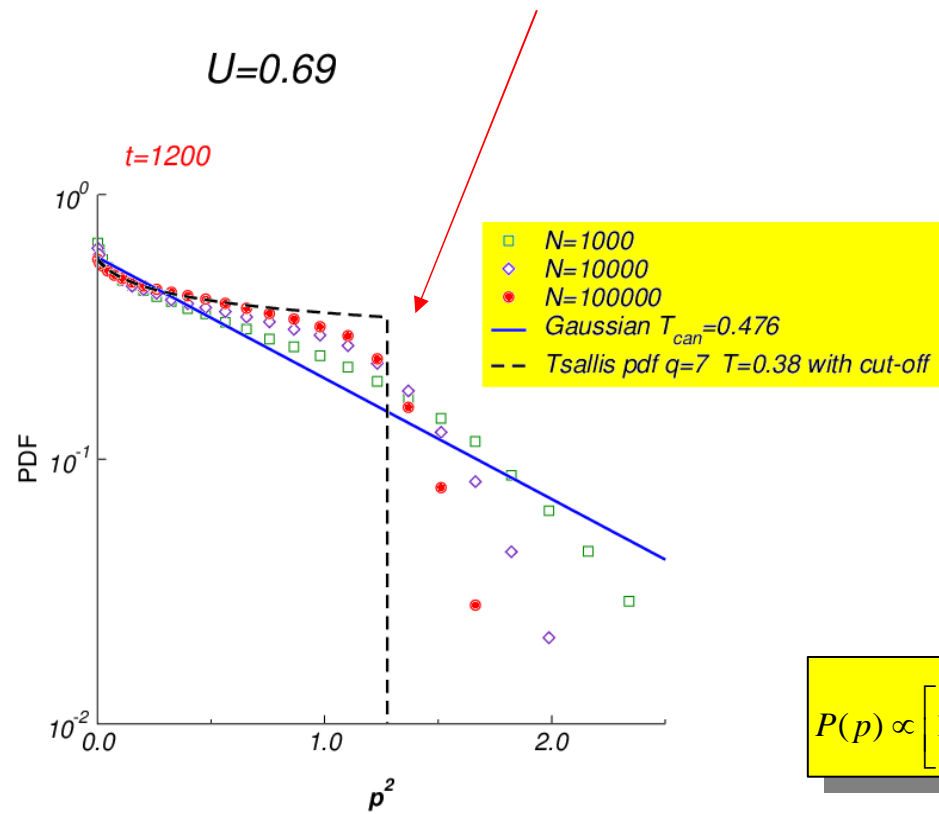 U=0.69
t=1200
10^0
N=1000
N=10000
N=100000
Gaussian T_can=0.476
Tsallis pdf q=7 T=0.38 with cut-off
PDF
10^-1
10^-2
0.0 1.0 2.0
p^2
P(p) ∝ [